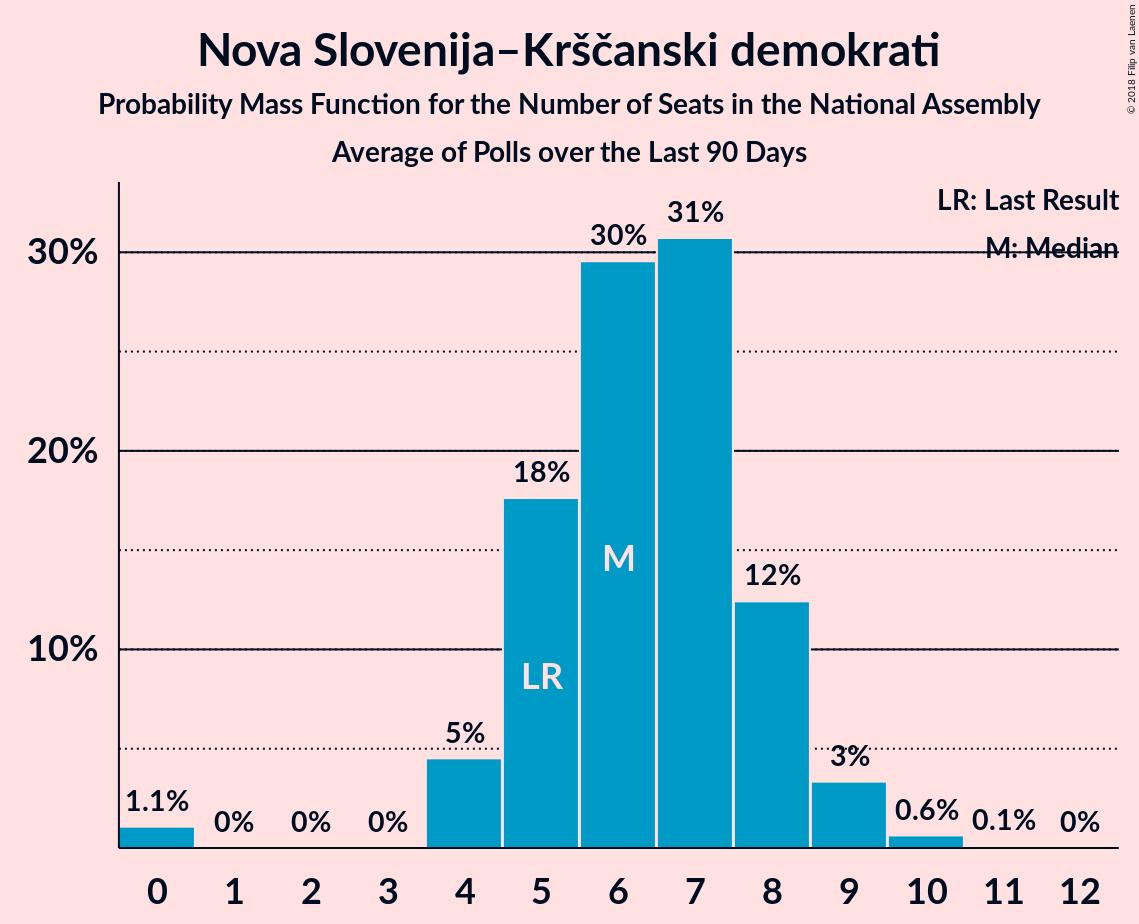 Nova Slovenija–Krščanski demokrati
Probability Mass Function for the Number of Seats in the National Assembly
Average of Polls over the Last 90 Days
© 2018 Filip van Laenen
LR: Last Result
M: Median
30%
20%
10%
1.1%
0%
0%
0%
5%
18%
30%
31%
12%
3%
0.6%
0.1%
0%
LR
M
0 1 2 3 4 5 6 7 8 9 10 11 12